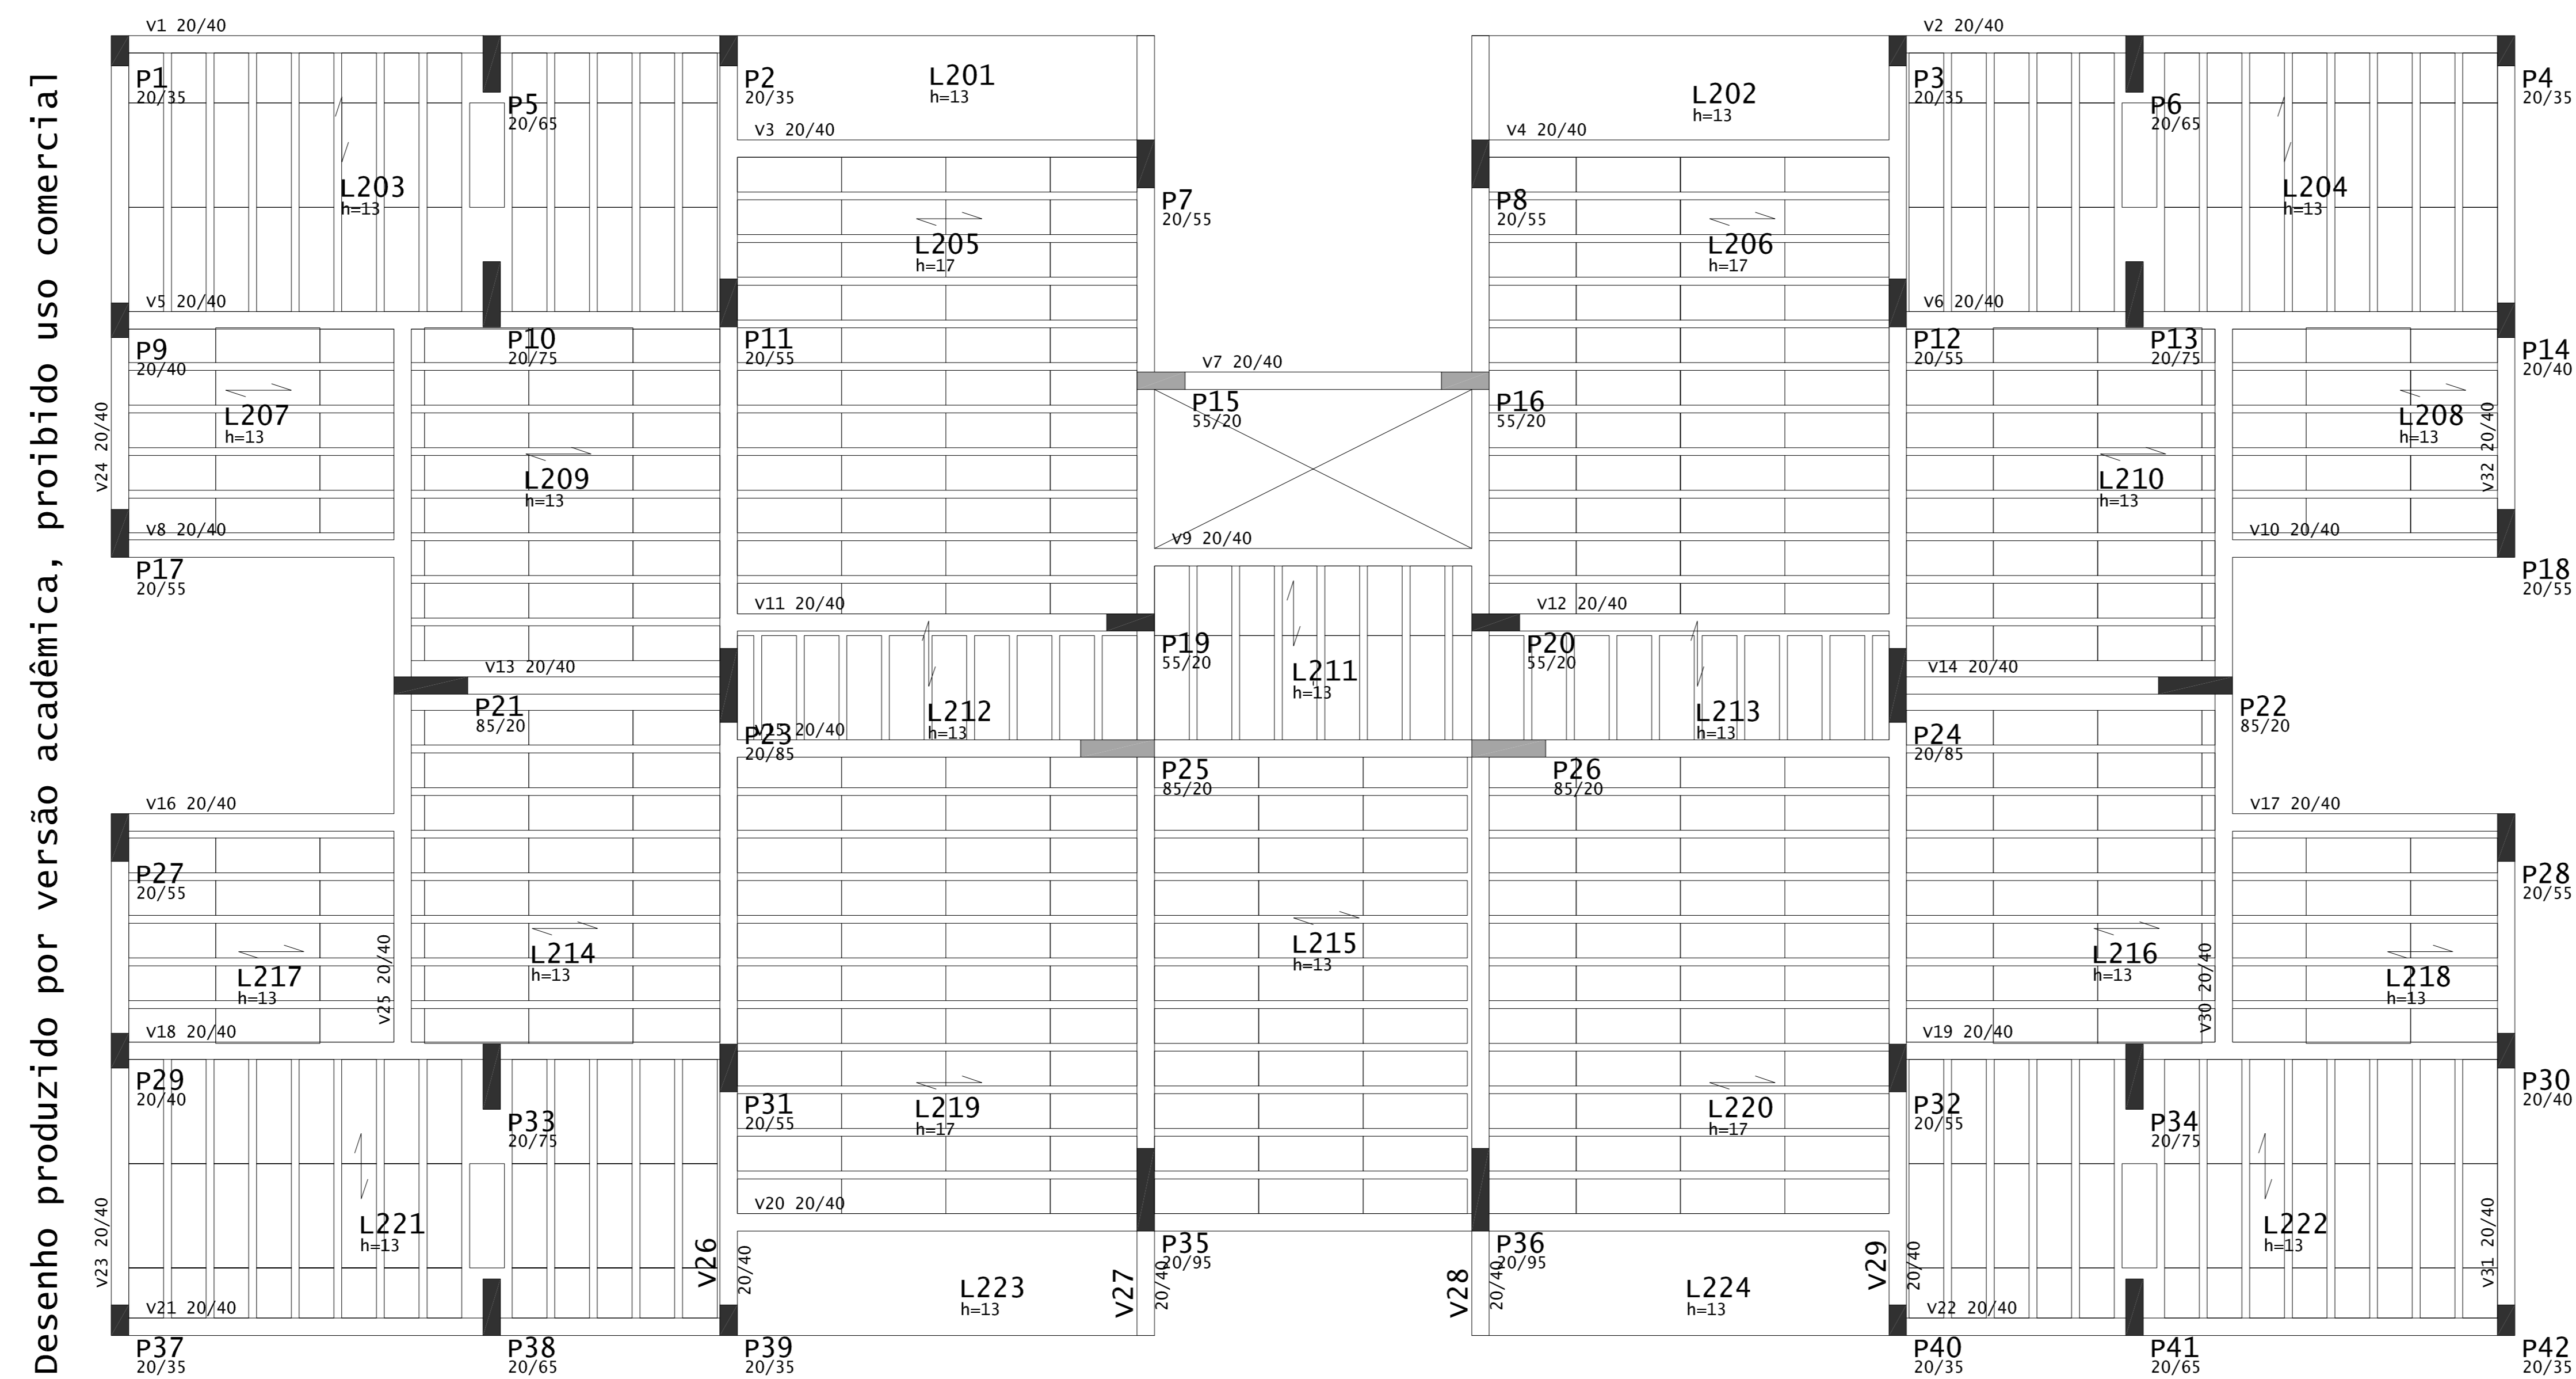 Desenho produzido por versão acadêmica, proibido uso comercial
V1 20/40
V2 20/40
P1
20/35
P5
20/65
P2
20/35
L201
h=13
L202
h=13
P3
20/35
P6
20/65
P4
20/35
V3 20/40
V4 20/40
L203
h=13
P7
20/55
P8
20/55
L204
h=13
L205
h=17
L206
h=17
V5 20/40
V6 20/40
P9
20/40
P10
20/75
P11
20/55
P12
20/55
P13
20/75
P14
20/40
V7 20/40
L207
h=13
P15
55/20
P16
55/20
L208
h=13
V24 20/40
V32 20/40
L209
h=13
L210
h=13
V8 20/40
V9 20/40
V10 20/40
P17
20/55
P18
20/55
V11 20/40
V12 20/40
P19
55/20
P20
55/20
V13 20/40
L211
h=13
V14 20/40
P21
85/20
L212
h=13
L213
h=13
P22
85/20
P23
20/85
V15 20/40
P24
20/85
P25
85/20
P26
85/20
V16 20/40
V17 20/40
P27
20/55
P28
20/55
L214
h=13
L215
h=13
L216
h=13
L217
h=13
L218
h=13
V25 20/40
V30 20/40
V18 20/40
V19 20/40
P29
20/40
P30
20/40
P31
20/55
L219
h=17
L220
h=17
P32
20/55
P33
20/75
P34
20/75
V20 20/40
L221
h=13
L222
h=13
P35
20/95
P36
20/95
V23 20/40
V26
20/40
V27
20/40
V28
20/40
V29
20/40
V31 20/40
L223
h=13
L224
h=13
V21 20/40
V22 20/40
P37
20/35
P38
20/65
P39
20/35
P40
20/35
P41
20/65
P42
20/35